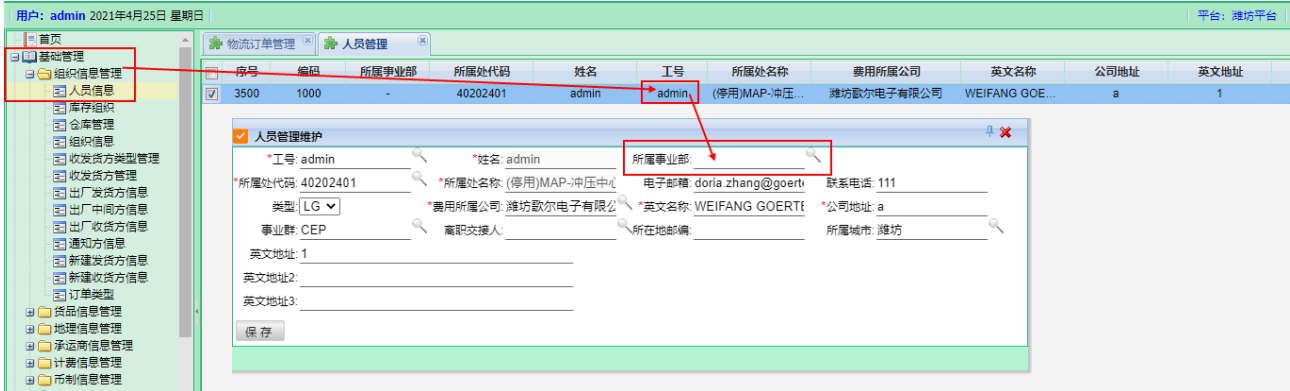 用户: admin 2021年4月25日 星期日
平台: 潍坊平台
首页
基础管理
组织信息管理
人员信息
库存组织
仓库管理
组织信息
收发货方类型管理
收发货方管理
出厂发货方信息
出厂中间方信息
出厂收货方信息
通知方信息
新建发货方信息
新建收货方信息
订单类型
货品信息管理
地理信息管理
承运商信息管理
计费信息管理
币制信息管理
物流订单管理 人员管理
序号 编码 所属事业部 所属处代码 姓名 工号 所属处名称 费用所属公司 英文名称 公司地址 英文地址
3500 1000 - 40202401 admin admin (停用)MAP-冲压... 潍坊歌尔电子有限公司 WEIFANG GOE... a 1
人员管理维护
*工号: admin *姓名: admin 所属事业部:
*所属处代码: 40202401 *所属处名称: (停用)MAP-冲压中心 电子邮箱: doria.zhang@goerte 联系电话: 111
类型: LG *费用所属公司: 潍坊歌尔电子有限公 *英文名称: WEIFANG GOERTE *公司地址: a
事业群: CEP 离职交接人: 所在地邮编: 所属城市: 潍坊
英文地址: 1
英文地址2:
英文地址3:
保存